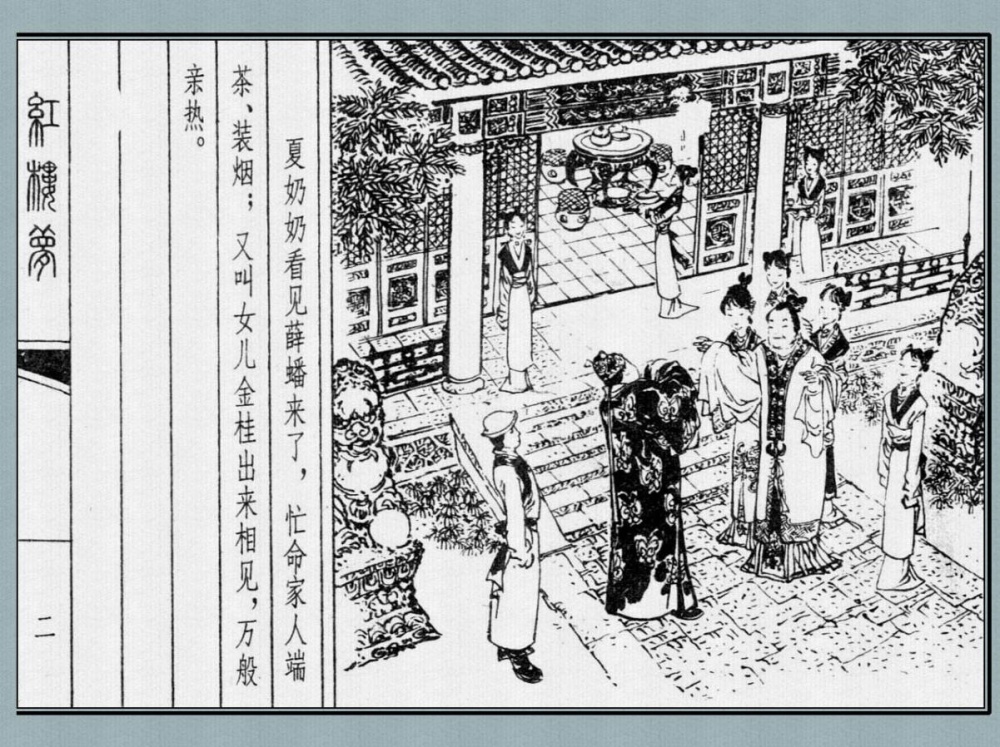 夏奶奶看见薛蟠来了，忙命家人端
茶、装烟；又叫女儿金桂出来相见，万般
亲热。
红楼梦
二